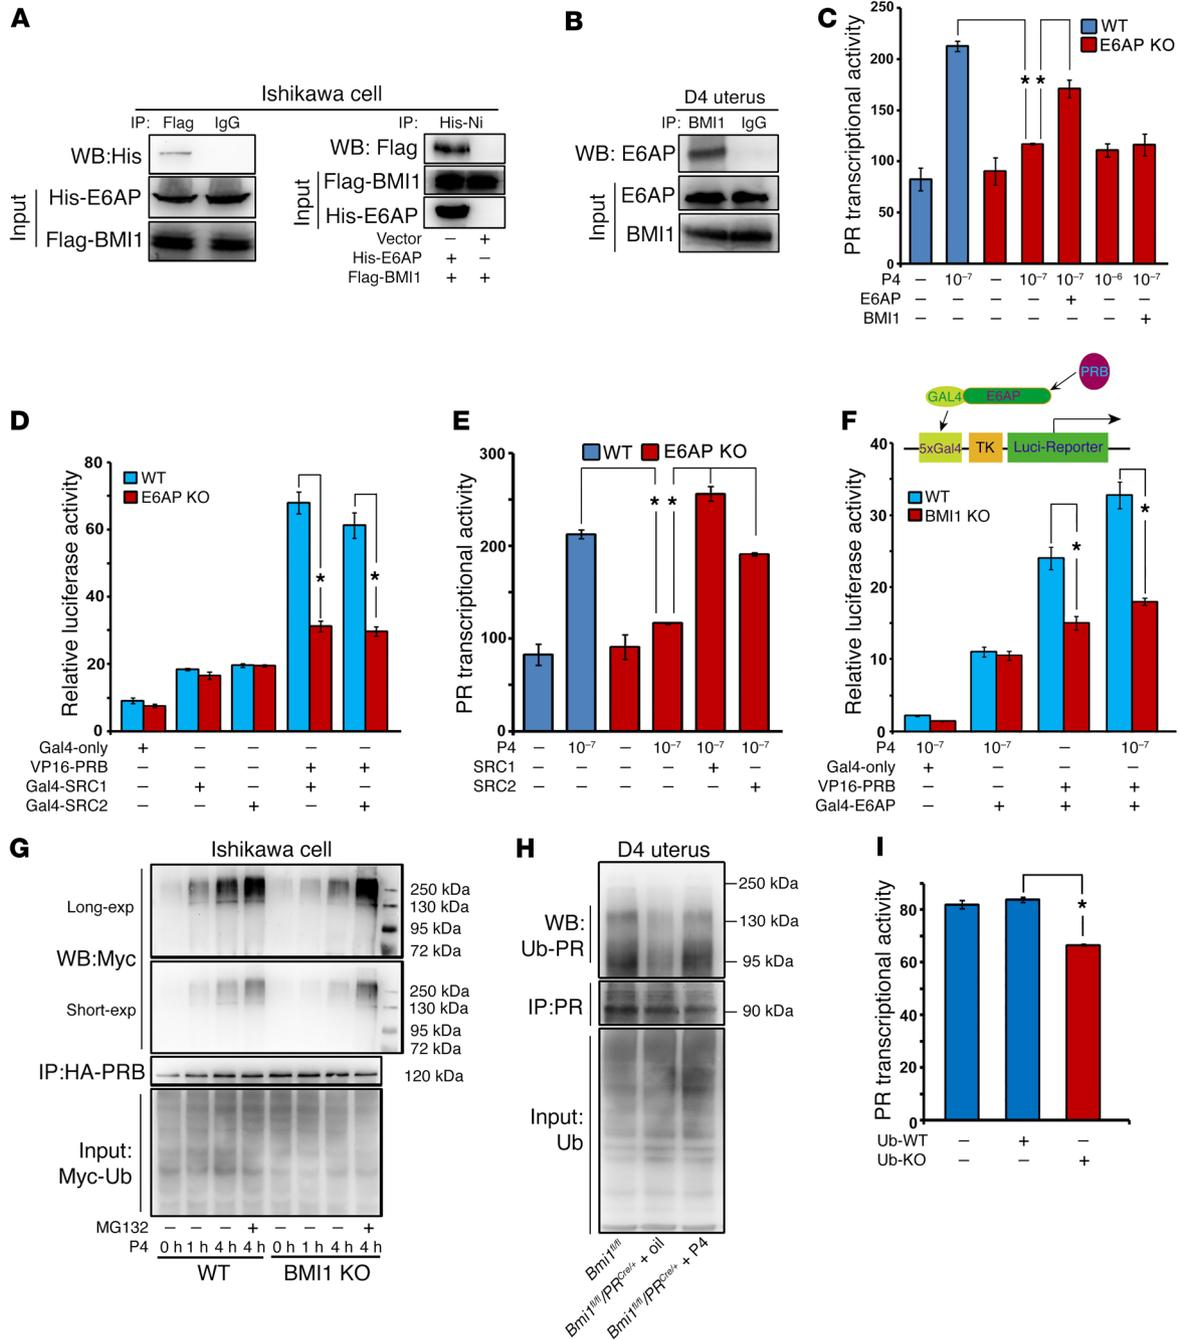 A
Ishikawa cell
IP: Flag IgG
WB:His
Input
His-E6AP
Flag-BMI1
IP: His-Ni
WB: Flag
Input
Flag-BMI1
His-E6AP
Vector – +
His-E6AP + –
Flag-BMI1 + +
B
D4 uterus
IP: BMI1 IgG
WB: E6AP
Input
E6AP
BMI1
C
PR transcriptional activity
250
200
150
100
50
0
WT
E6AP KO
* *
P4 – 10⁻⁷ – 10⁻⁷ 10⁻⁷ 10⁻⁶ 10⁻⁷
E6AP – – – – + – –
BMI1 – – – – – – +
D
Relative luciferase activity
80
60
40
20
0
WT
E6AP KO
* *
Gal4-only + – – – –
VP16-PRB – – – + +
Gal4-SRC1 – + – + –
Gal4-SRC2 – – + – +
E
PR transcriptional activity
300
200
100
0
WT
E6AP KO
* *
P4 – 10⁻⁷ – 10⁻⁷ 10⁻⁷ 10⁻⁷
SRC1 – – – – + –
SRC2 – – – – – +
F
PRB
GAL4 E6AP
5xGal4 TK Luci-Reporter
Relative luciferase activity
40
30
20
10
0
WT
BMI1 KO
* *
P4 10⁻⁷ 10⁻⁷ – 10⁻⁷
Gal4-only + – – –
VP16-PRB – – + +
Gal4-E6AP – + + +
G
Ishikawa cell
WB:Myc
Long-exp
250 kDa
130 kDa
95 kDa
72 kDa
Short-exp
250 kDa
130 kDa
95 kDa
72 kDa
IP:HA-PRB
120 kDa
Input:
Myc-Ub
MG132 – – – + – – – +
P4 0 h 1 h 4 h 4 h 0 h 1 h 4 h 4 h
WT BMI1 KO
H
D4 uterus
WB:
Ub-PR
250 kDa
130 kDa
95 kDa
IP:PR
90 kDa
Input:
Ub
Bmi1ᶠˡ/ᶠˡ
Bmi1ᶠˡ/ᶠˡ/PRᶜʳᵉ/⁺ + oil
Bmi1ᶠˡ/ᶠˡ/PRᶜʳᵉ/⁺ + P4
I
PR transcriptional activity
80
60
40
20
0
*
Ub-WT – + –
Ub-KO – – +